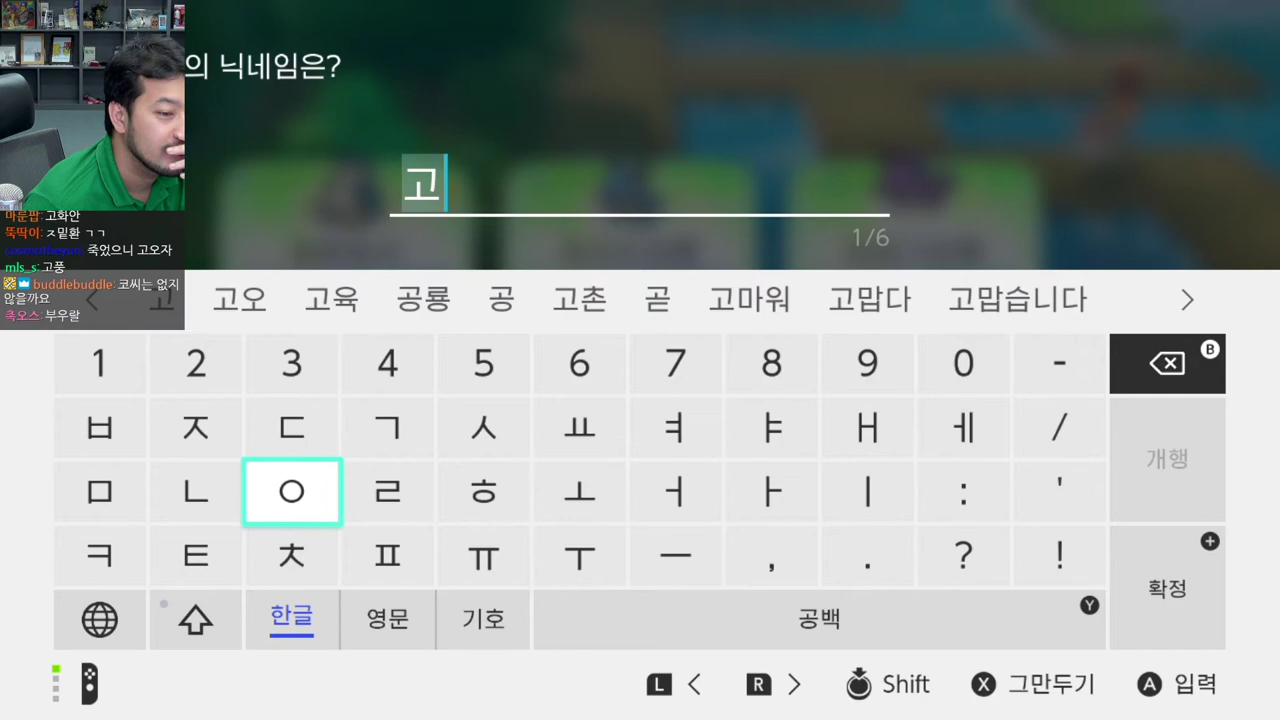 의 닉네임은?
고
1/6
마룬팝: 고화안
뚝딱이: ㅈ밑환 ㄱㄱ
죽었으니 고오자
mls_s: 고풍
buddlebuddle: 코씨는 없지
않을까요
촉오스: 부우랄
고 고오 고육 공룡 공 고촌 곧 고마워 고맙다 고맙습니다
1 2 3 4 5 6 7 8 9 0 - B
ㅂ ㅈ ㄷ ㄱ ㅅ ㅛ ㅕ ㅑ ㅐ ㅔ / 개행
ㅁ ㄴ ㅇ ㄹ ㅎ ㅗ ㅓ ㅏ ㅣ : '
ㅋ ㅌ ㅊ ㅍ ㅠ ㅜ ㅡ , . ? ! 확정
한글 영문 기호 공백 Y
L R Shift X 그만두기 A 입력